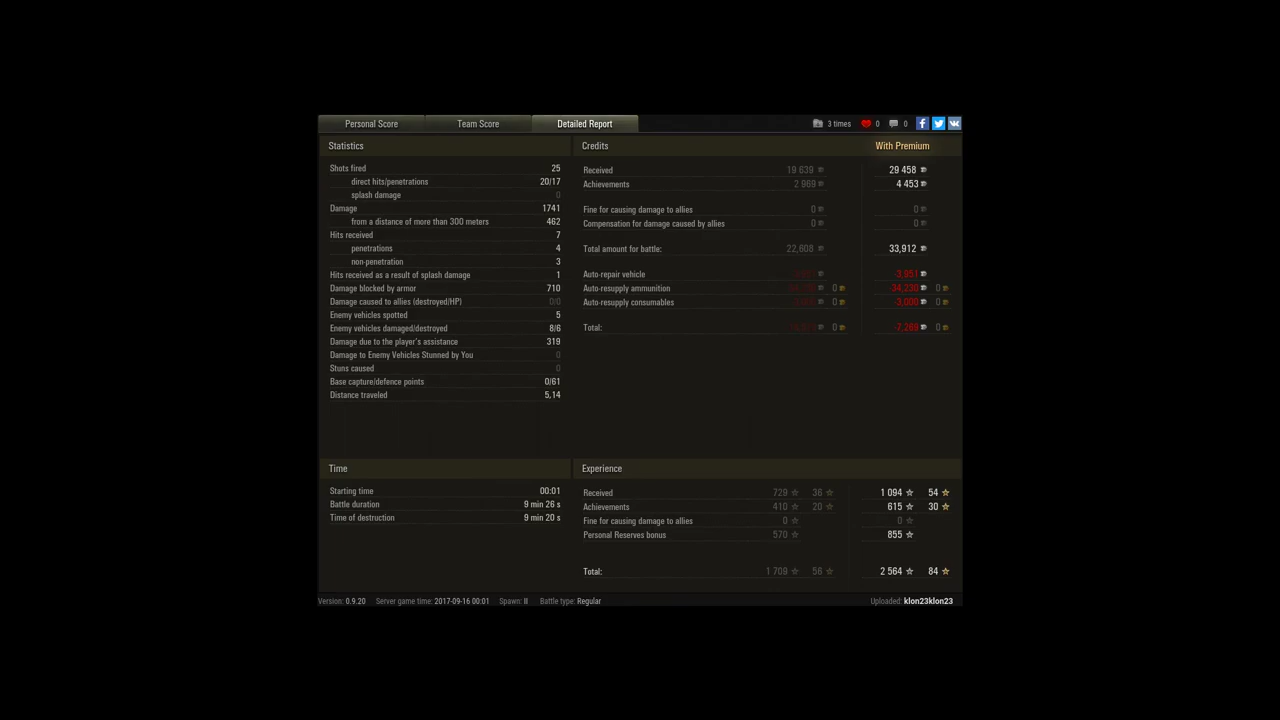 Personal Score Team Score Detailed Report 3 times 0 0
Statistics
Shots fired 25
direct hits/penetrations 20/17
splash damage 0
Damage 1741
from a distance of more than 300 meters 462
Hits received 7
penetrations 4
non-penetration 3
Hits received as a result of splash damage 1
Damage blocked by armor 710
Damage caused to allies (destroyed/HP) 0/0
Enemy vehicles spotted 5
Enemy vehicles damaged/destroyed 8/6
Damage due to the player's assistance 319
Damage to Enemy Vehicles Stunned by You 0
Stuns caused 0
Base capture/defence points 0/61
Distance traveled 5,14
Credits With Premium
Received 19 639 29 458
Achievements 2 969 4 453
Fine for causing damage to allies 0 0
Compensation for damage caused by allies 0 0
Total amount for battle: 22,608 33,912
Auto-repair vehicle -3,951
Auto-resupply ammunition 0 -34,230 0
Auto-resupply consumables 0 -3,000 0
Total: 0 -7,269 0
Time
Starting time 00:01
Battle duration 9 min 26 s
Time of destruction 9 min 20 s
Experience
Received 729 36 1 094 54
Achievements 410 20 615 30
Fine for causing damage to allies 0 0
Personal Reserves bonus 570 855
Total: 1 709 56 2 564 84
Version: 0.9.20 Server game time: 2017-09-16 00:01 Spawn: II Battle type: Regular Uploaded: klon23klon23